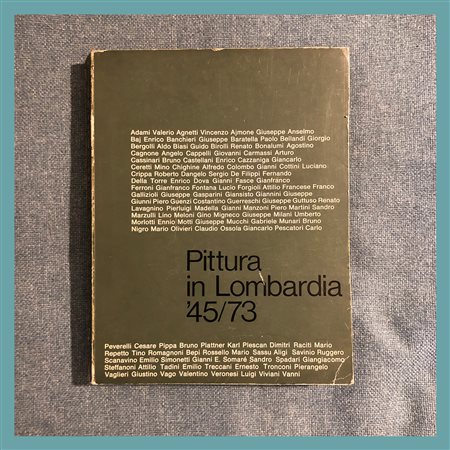 Adami Valerio Agnetti Vincenzo Ajmone Giuseppe Anselmo
Baj Enrico Banchieri Giuseppe Baratella Paolo Bellandi Giorgio
Bergolli Aldo Biasi Guido Birolli Renato Bonalumi Agostino
Cagnone Angelo Cappelli Giovanni Carmassi Arturo
Cassinari Bruno Castellani Enrico Cazzaniga Giancarlo
Ceretti Mino Chighine Alfredo Colombo Gianni Cottini Luciano
Crippa Roberto Dangelo Sergio De Filippi Fernando
Della Torre Enrico Dova Gianni Fasce Gianfranco
Ferroni Gianfranco Fontana Lucio Forgioli Attilio Francese Franco
Gallizioli Giuseppe Gasparini Giansisto Giannini Giuseppe
Gunni Piero Guenzi Costantino Guerreschi Giuseppe Guttuso Renato
Lavagnino Pierluigi Madella Gianni Manzoni Piero Martini Sandro
Marzulli Lino Meloni Gino Migneco Giuseppe Milani Umberto
Morlotti Ennio Motti Giuseppe Mucchi Gabriele Munari Bruno
Nigro Mario Olivieri Claudio Ossola Giancarlo Pescatori Carlo
Pittura
in Lombardia
'45/73
Peverelli Cesare Pippa Bruno Plattner Karl Plescan Dimitri Raciti Mario
Repetto Tino Romagnoni Bepi Rossello Mario Sassu Aligi Savinio Ruggero
Scanavino Emilio Simonetti Gianni E. Somaré Sandro Spadari Giangiacomo
Steffanoni Attilio Tadini Emilio Treccani Ernesto Tronconi Pierangelo
Vaglieri Giustino Vago Valentino Veronesi Luigi Viviani Vanni